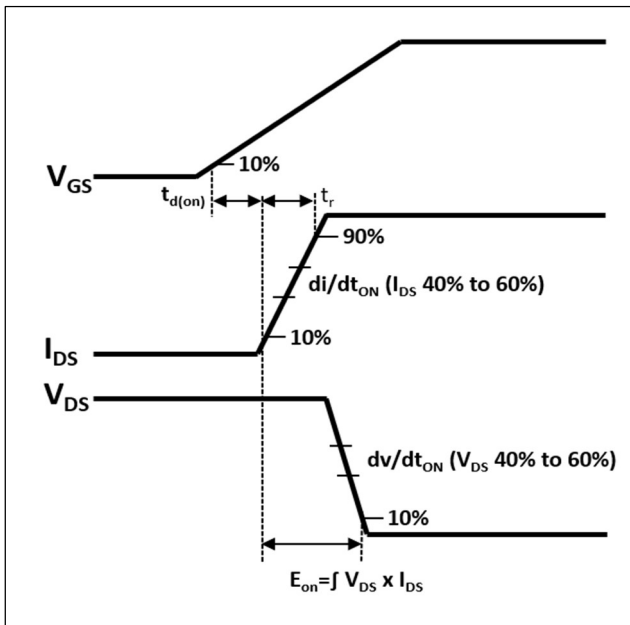 10%
V_GS
t_d(on)
t_r
90%
di/dt_ON (I_DS 40% to 60%)
10%
I_DS
V_DS
dv/dt_ON (V_DS 40% to 60%)
10%
E_on=∫ V_DS x I_DS